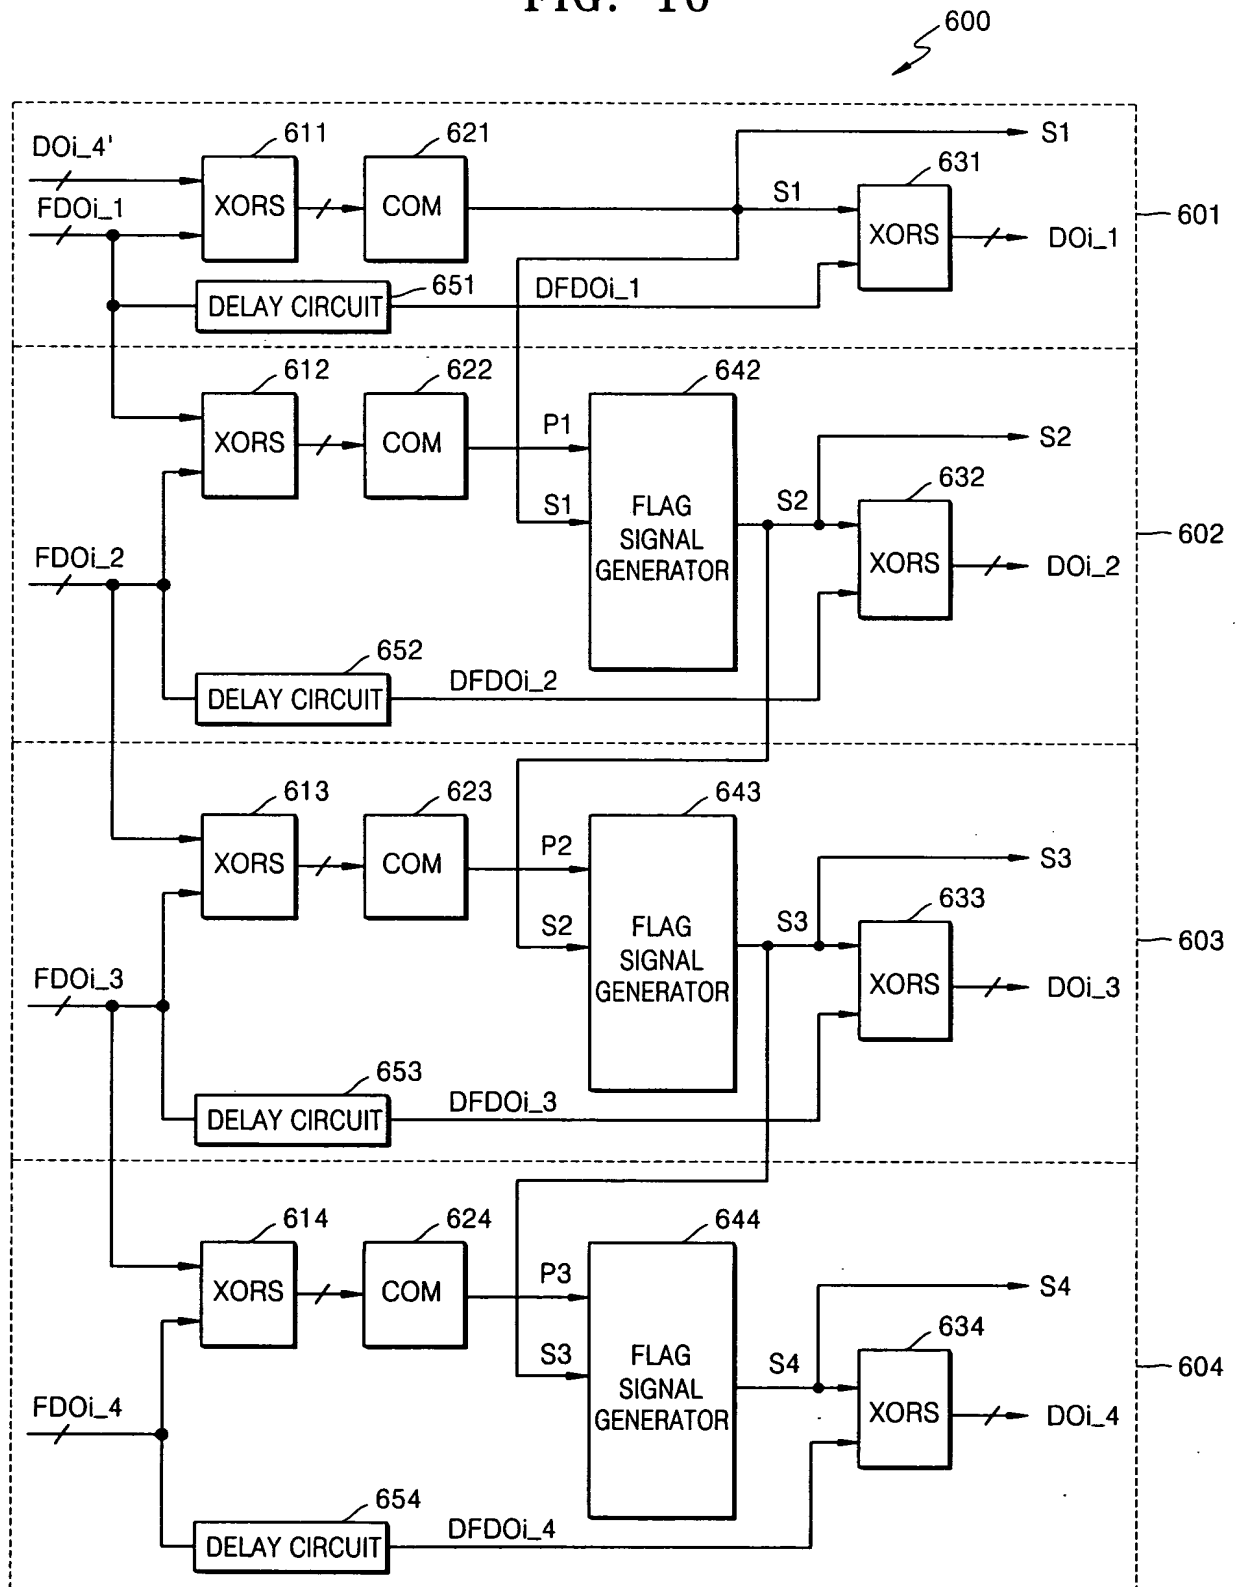 FIG. 10
600
DOi_4'
611
621
S1
FDOi_1
XORS
COM
S1
631
XORS
DOi_1
601
DELAY CIRCUIT
651
DFDOi_1
612
622
642
XORS
COM
P1
S1
FLAG
SIGNAL
GENERATOR
S2
S2
632
XORS
DOi_2
602
FDOi_2
652
DELAY CIRCUIT
DFDOi_2
613
623
643
XORS
COM
P2
S2
FLAG
SIGNAL
GENERATOR
S3
S3
633
XORS
DOi_3
603
FDOi_3
653
DELAY CIRCUIT
DFDOi_3
614
624
644
XORS
COM
P3
S3
FLAG
SIGNAL
GENERATOR
S4
S4
634
XORS
DOi_4
604
FDOi_4
654
DELAY CIRCUIT
DFDOi_4